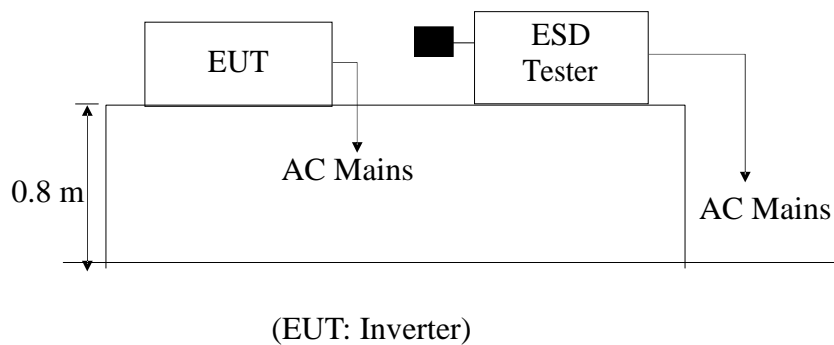 EUT
ESD
Tester
AC Mains
0.8 m
AC Mains
(EUT: Inverter)